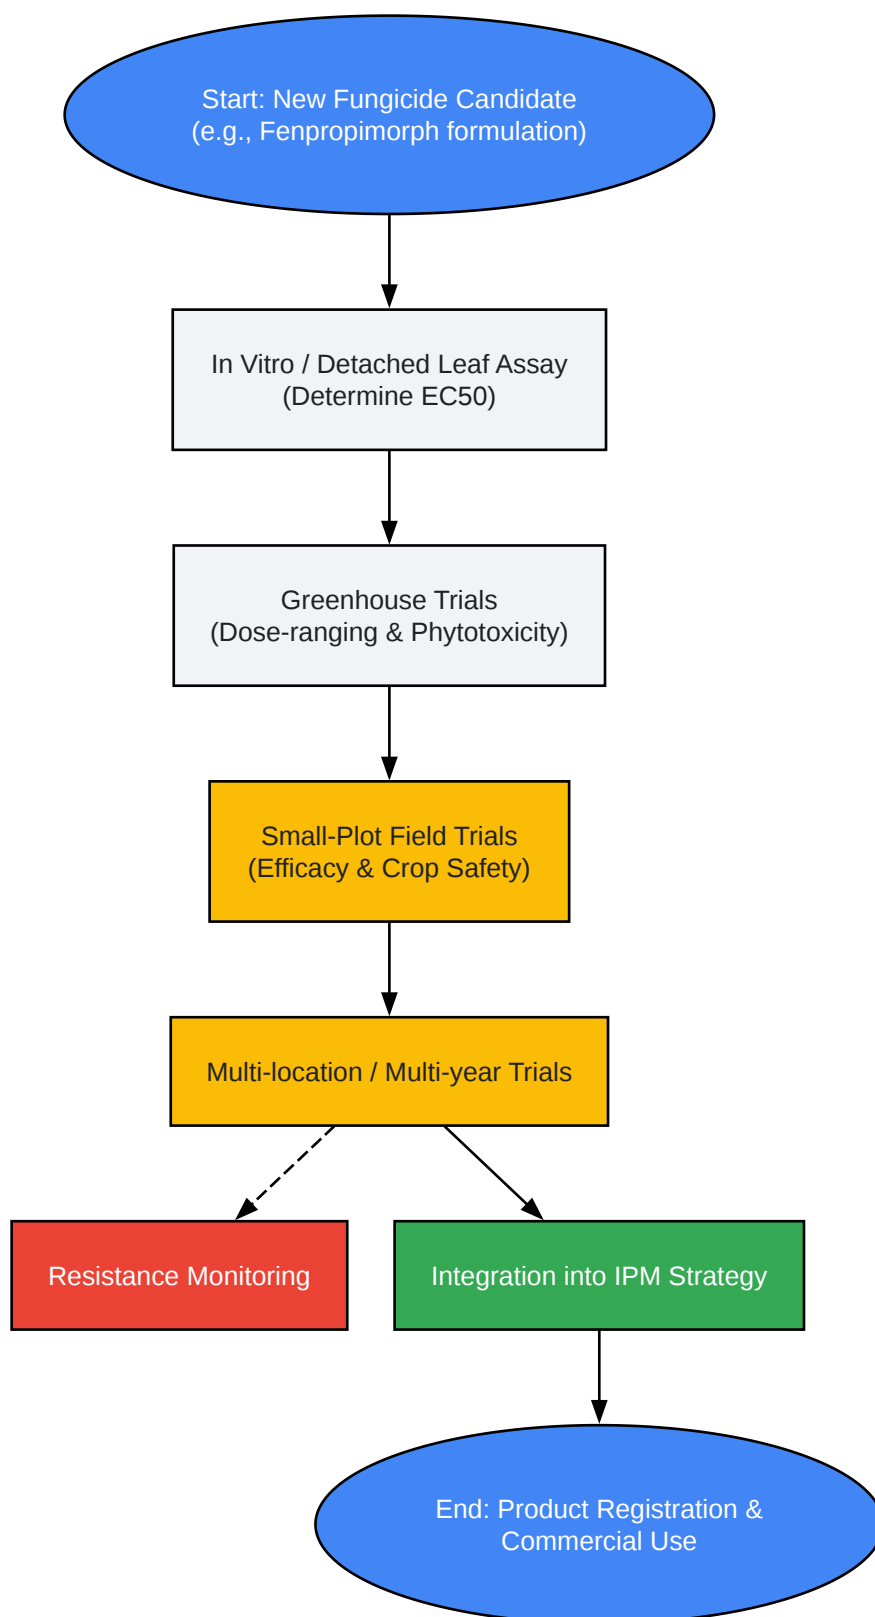 Start: New Fungicide Candidate
(e.g., Fenpropimorph formulation)
In Vitro / Detached Leaf Assay
(Determine EC50)
Greenhouse Trials
(Dose-ranging & Phytotoxicity)
Small-Plot Field Trials
(Efficacy & Crop Safety)
Multi-location / Multi-year Trials
Resistance Monitoring
Integration into IPM Strategy
End: Product Registration &
Commercial Use